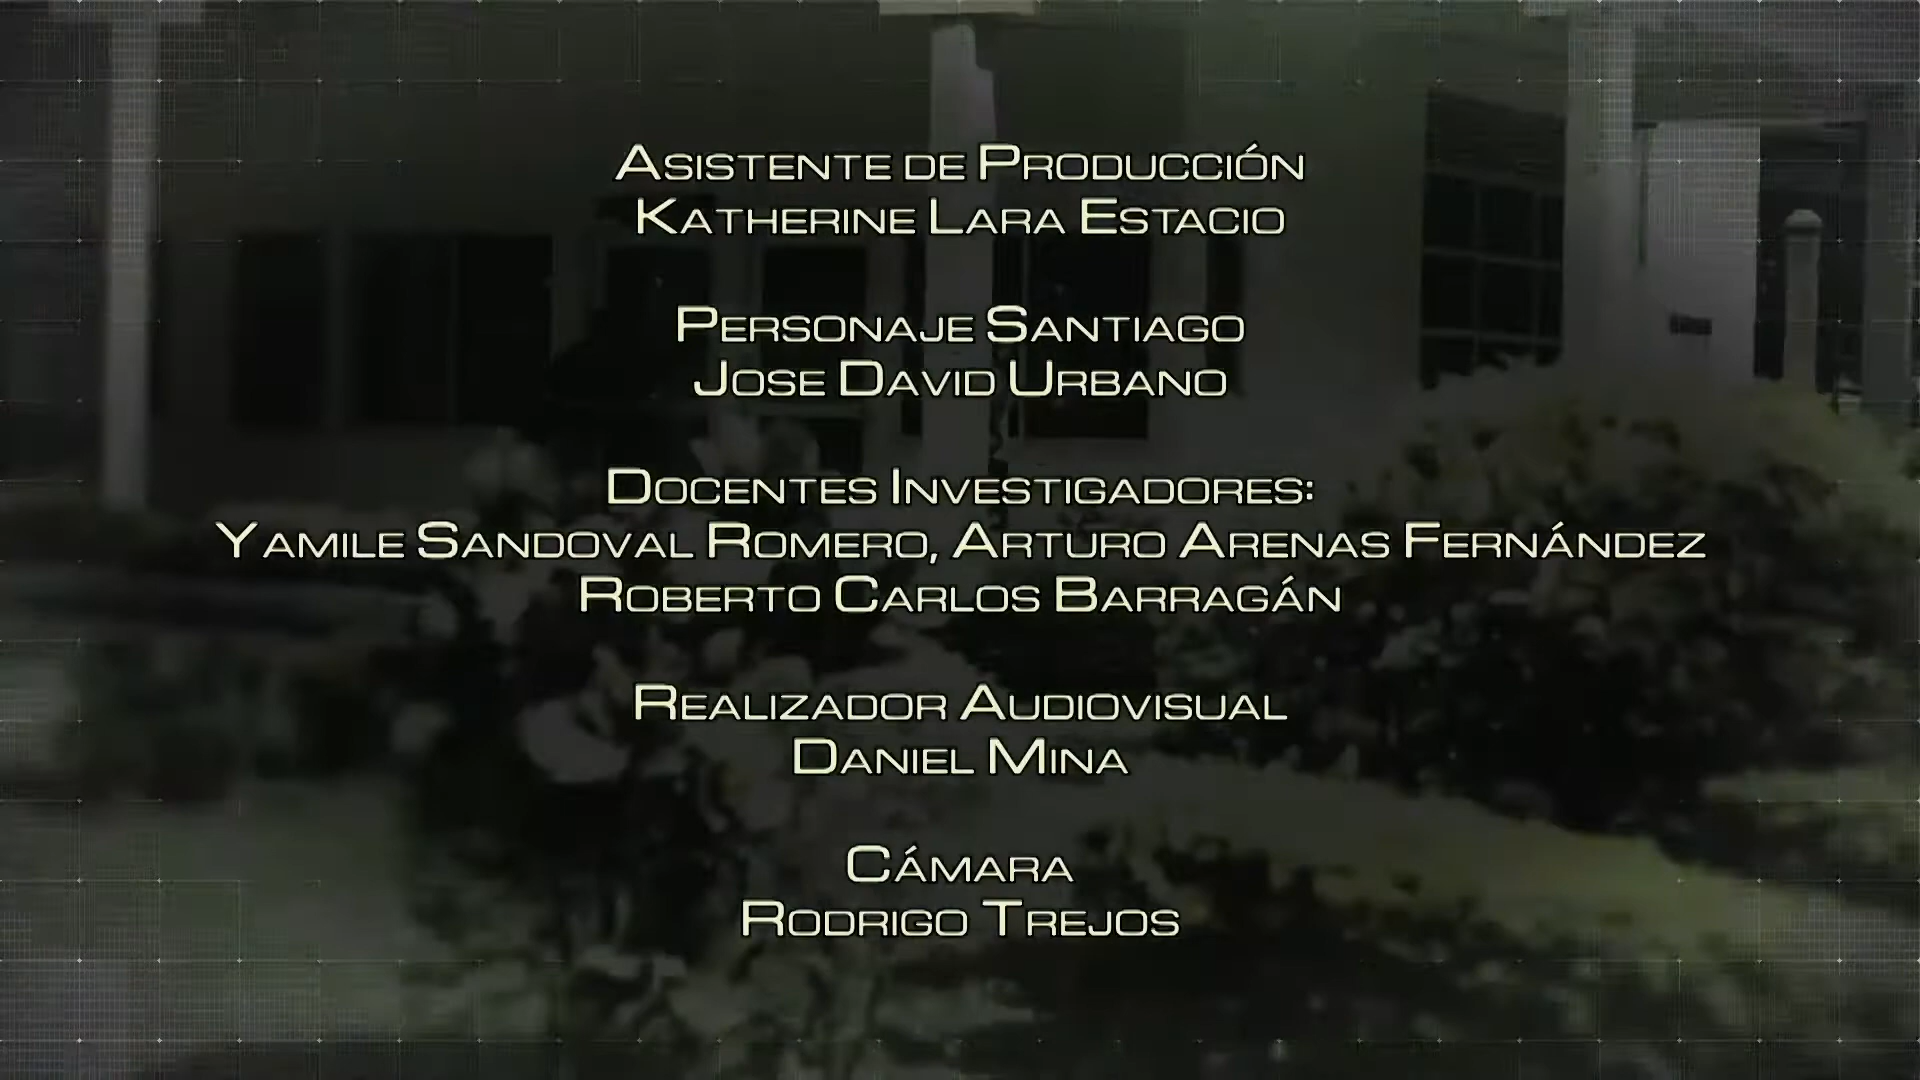 Asistente de Producción
Katherine Lara Estacio
Personaje Santiago
Jose David Urbano
Docentes Investigadores:
Yamile Sandoval Romero, Arturo Arenas Fernández
Roberto Carlos Barragán
Realizador Audiovisual
Daniel Mina
Cámara
Rodrigo Trejos